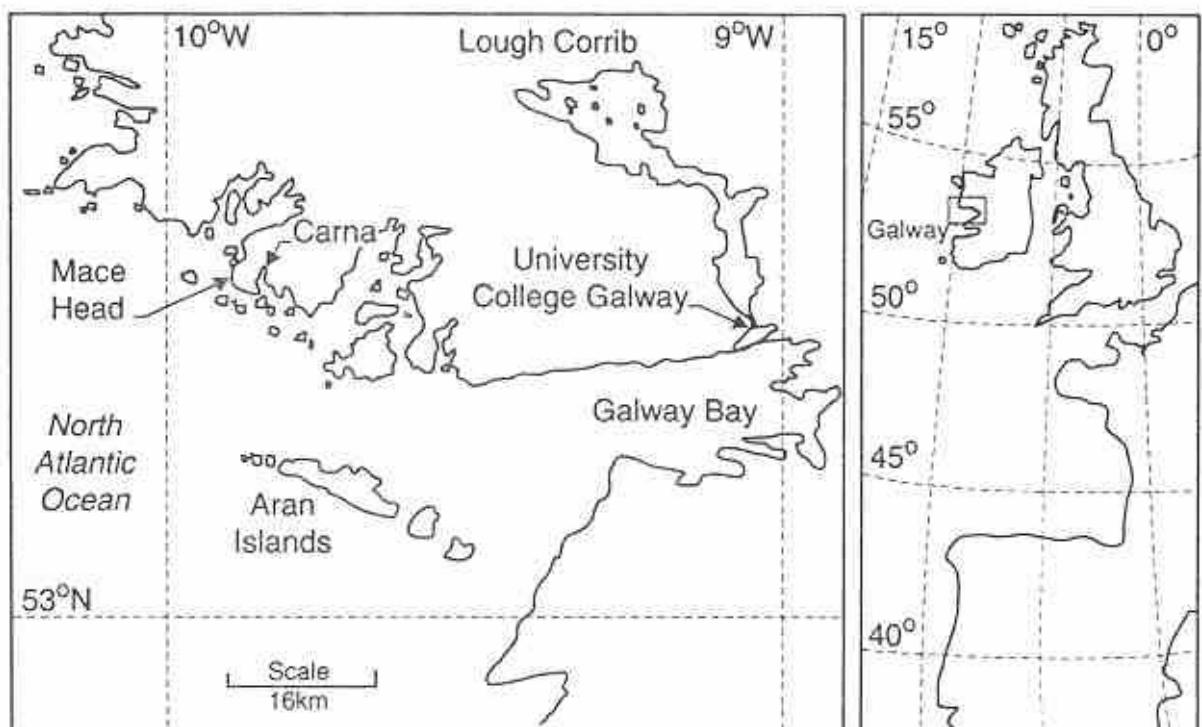 10°W
Lough Corrib
9°W
Carna
Mace
Head
University
College Galway
Galway Bay
North
Atlantic
Ocean
Aran
Islands
53°N
Scale
16km
15°
0°
55°
Galway
50°
45°
40°